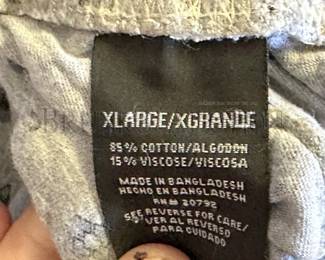 XLARGE/XGRANDE
85% COTTON/ALGODON
15% VISCOSE/VISCOSA
MADE IN BANGLADESH
HECHO EN BANGLADESH
RN# 20792
SEE REVERSE FOR CARE/
VER AL REVERSO
PARA CUIDADO